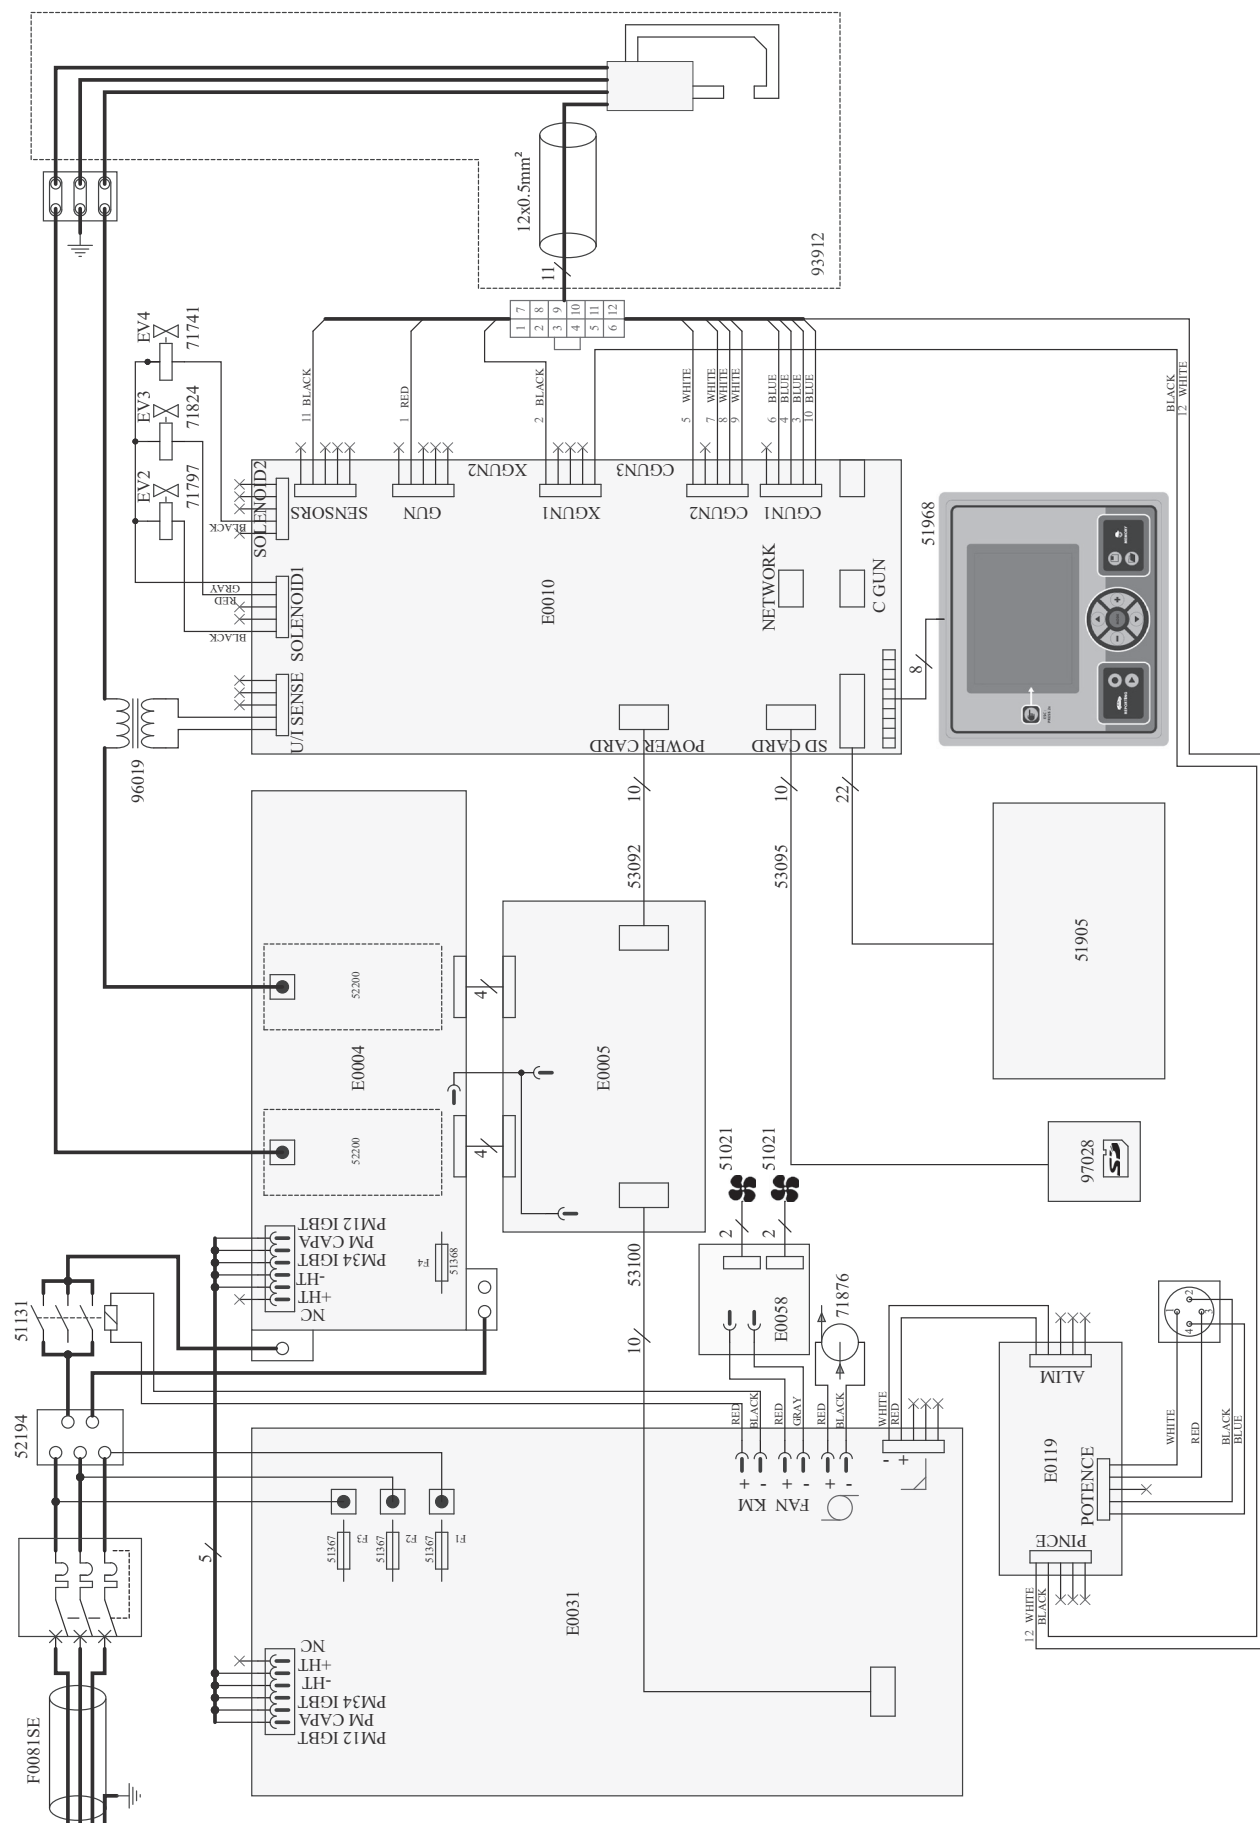 12x0.5mm²
93912
11
1 7
2 8
3 9
4 10
5 11
6 12
EV4
71741
EV3
71824
EV2
71797
BLACK
GRAY
RED
BLACK
SOLENOID2
SOLENOID1
U/I SENSE
96019
11 BLACK
1 RED
2 BLACK
5 WHITE
7 WHITE
8 WHITE
9 WHITE
6 BLUE
4 BLUE
3 BLUE
10 BLUE
BLACK
12 WHITE
SENSORS
GUN
XGUN2
XGUN1
CGUN3
CGUN2
CGUN1
E0010
NETWORK
C GUN
POWER CARD
SD CARD
51968
8
REPORTING
MEMORY
10
10
22
53092
53095
51905
97028
SD
52200
52200
E0004
4
4
E0005
PM12 IGBT
PM CAPA
PM34 IGBT
-HT
+HT
NC
F4
51368
51131
52194
53100
10
51021
51021
2
2
E0058
71876
RED
BLACK
RED
GRAY
RED
BLACK
WHITE
RED
+ -
KM
+ -
FAN
+ -
- +
51367
F3
51367
F2
51367
F1
5
E0031
NC
+HT
-HT
PM34 IGBT
PM CAPA
PM12 IGBT
F0081SE
ALIM
E0119
POTENCE
PINCE
1
2
3
4
WHITE
RED
BLACK
BLUE
12 WHITE
BLACK